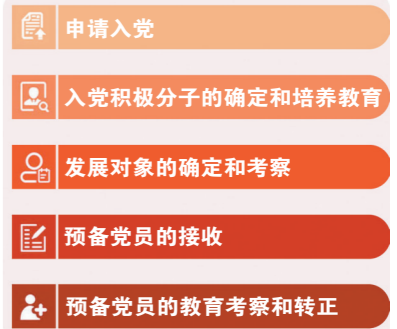 申请入党
入党积极分子的确定和培养教育
发展对象的确定和考察
预备党员的接收
预备党员的教育考察和转正